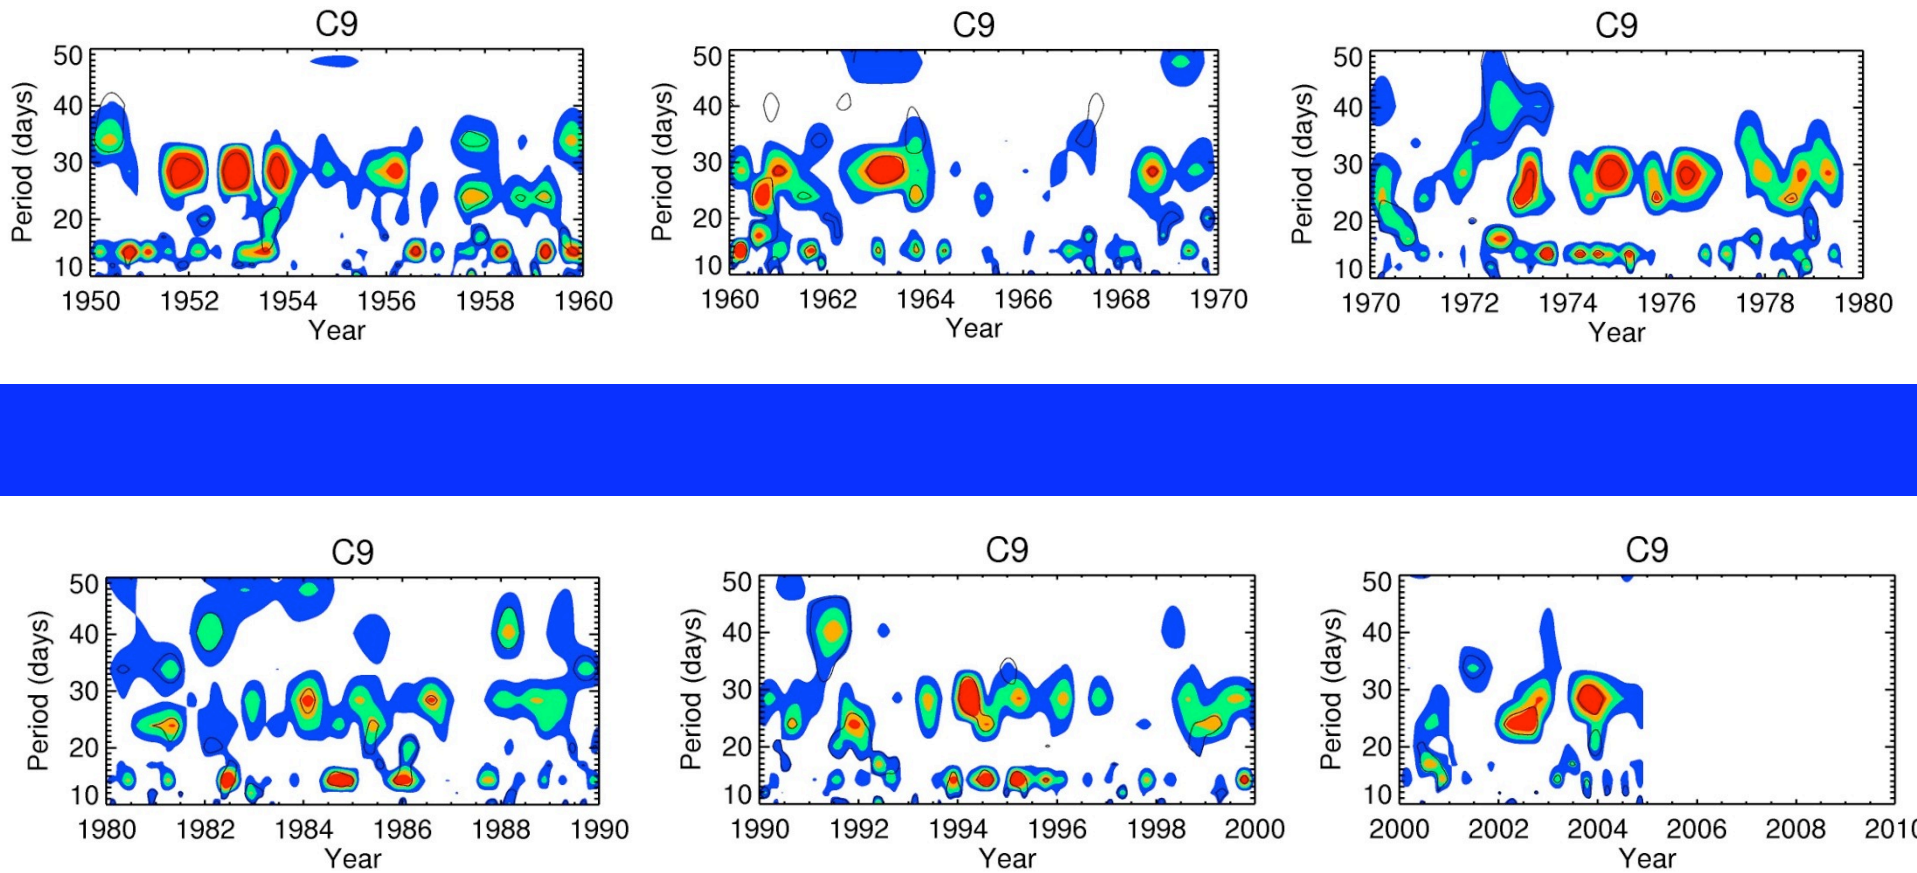 C9
50
40
30
20
10
Period (days)
1950 1952 1954 1956 1958 1960
Year
C9
50
40
30
20
10
Period (days)
1960 1962 1964 1966 1968 1970
Year
C9
50
40
30
20
10
Period (days)
1970 1972 1974 1976 1978 1980
Year
C9
50
40
30
20
10
Period (days)
1980 1982 1984 1986 1988 1990
Year
C9
50
40
30
20
10
Period (days)
1990 1992 1994 1996 1998 2000
Year
C9
50
40
30
20
10
Period (days)
2000 2002 2004 2006 2008 2010
Year